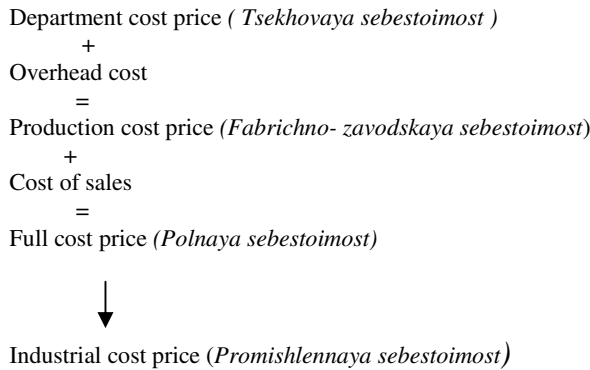 Department cost price ( Tsekhovaya sebestoimost )
+
Overhead cost
=
Production cost price (Fabrichno- zavodskaya sebestoimost)
+
Cost of sales
=
Full cost price (Polnaya sebestoimost)
Industrial cost price (Promishlennaya sebestoimost)